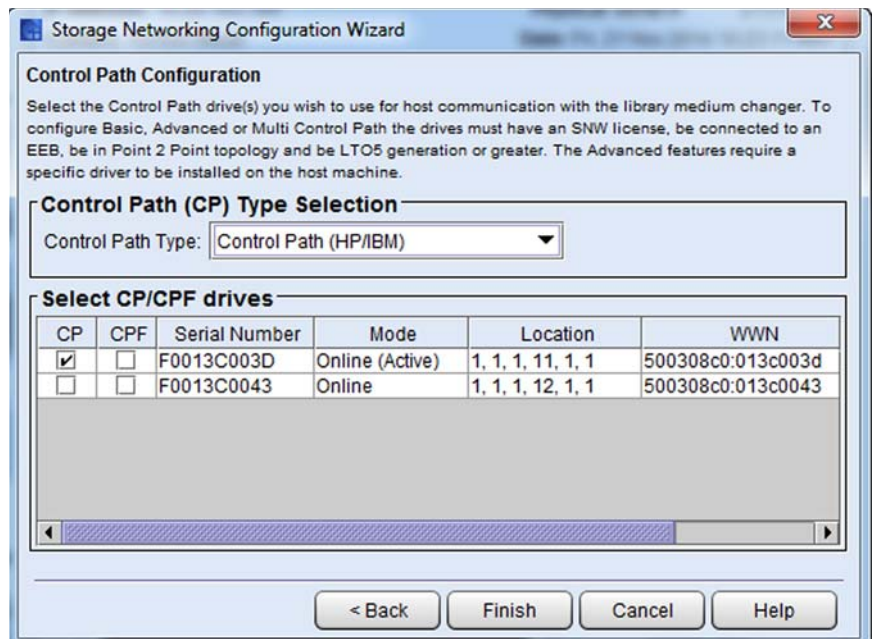 Storage Networking Configuration Wizard
Control Path Configuration
Select the Control Path drive(s) you wish to use for host communication with the library medium changer. To
configure Basic, Advanced or Multi Control Path the drives must have an SNW license, be connected to an
EEB, be in Point 2 Point topology and be LTO5 generation or greater. The Advanced features require a
specific driver to be installed on the host machine.
Control Path (CP) Type Selection
Control Path Type: Control Path (HP/IBM)
Select CP/CPF drives
CP CPF Serial Number Mode Location WWN
F0013C003D Online (Active) 1, 1, 1, 11, 1, 1 500308c0:013c003d
F0013C0043 Online 1, 1, 1, 12, 1, 1 500308c0:013c0043
< Back Finish Cancel Help